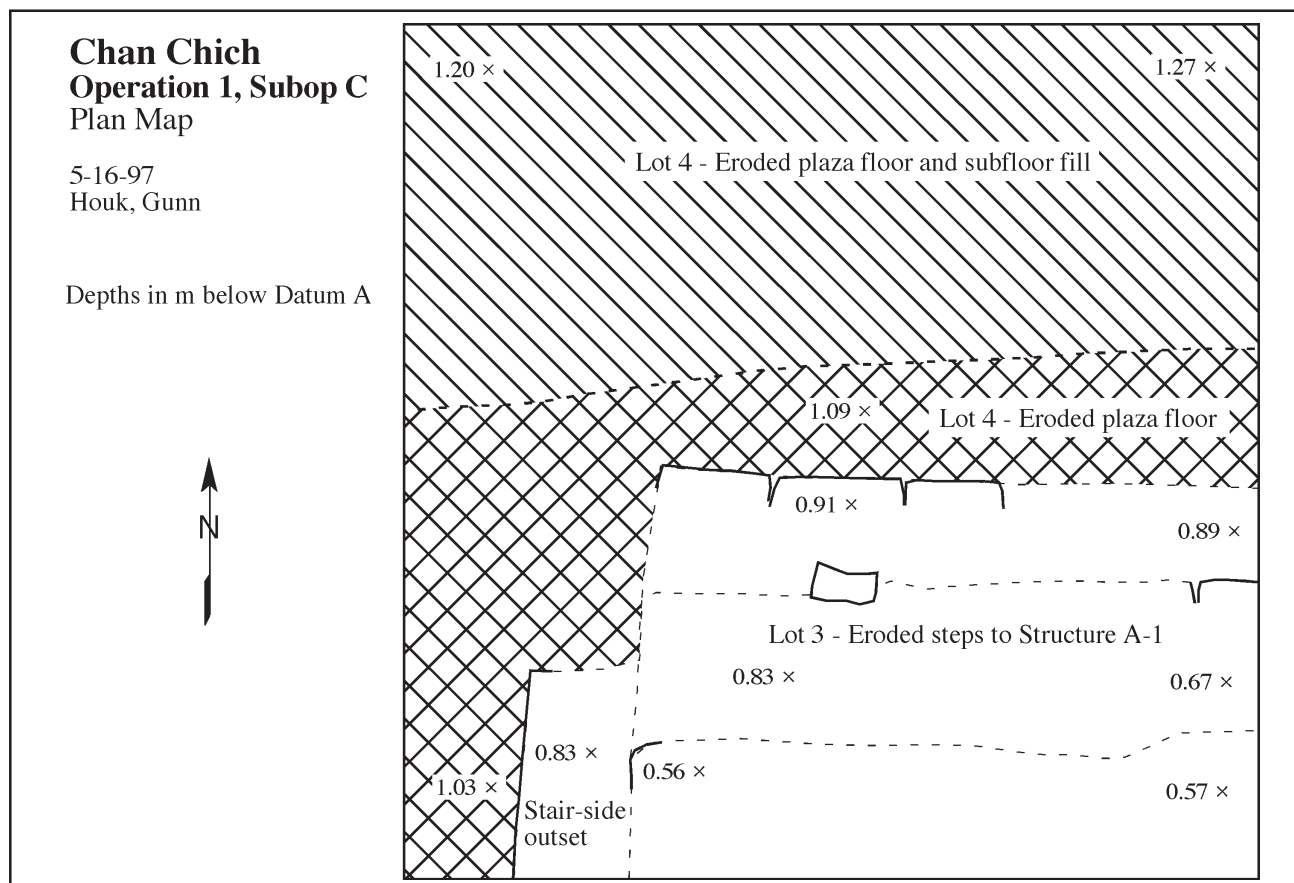 Chan Chich
Operation 1, Subop C
Plan Map
5-16-97
Houk, Gunn
Depths in m below Datum A
N
1.20 ×
1.27 ×
Lot 4 - Eroded plaza floor and subfloor fill
1.09 ×
Lot 4 - Eroded plaza floor
0.91 ×
0.89 ×
Lot 3 - Eroded steps to Structure A-1
0.83 ×
0.67 ×
0.83 ×
0.56 ×
1.03 ×
0.57 ×
Stair-side
outset